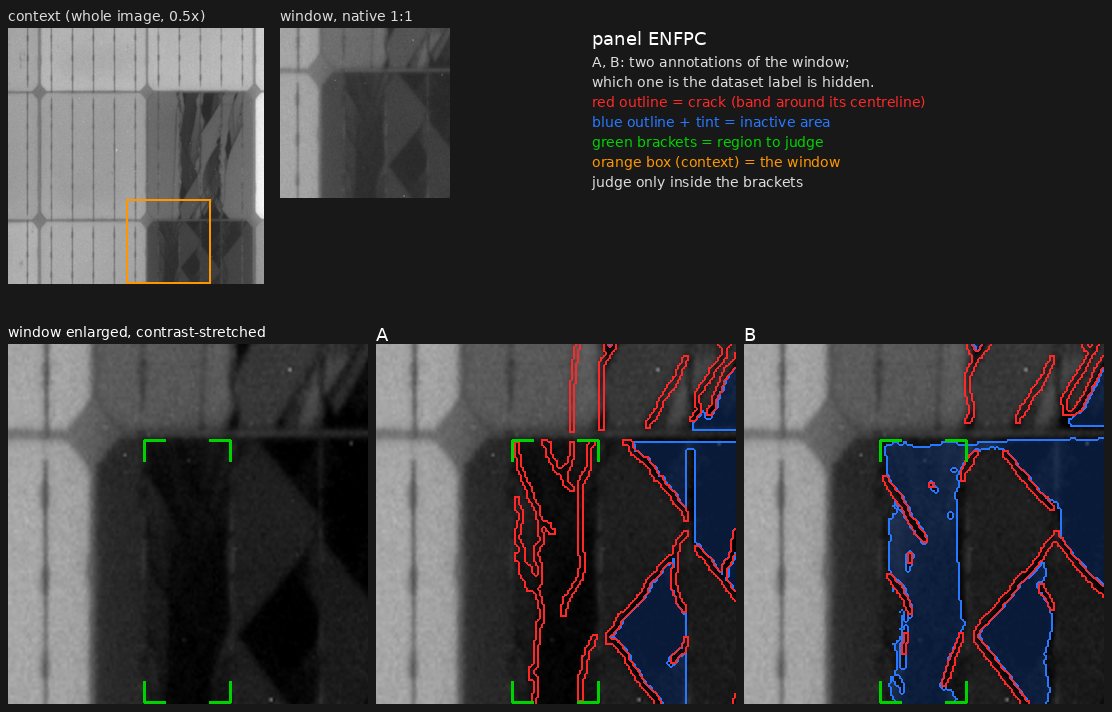 context (whole image, 0.5x)
window, native 1:1
panel ENFPC
A, B: two annotations of the window;
which one is the dataset label is hidden.
red outline = crack (band around its centreline)
blue outline + tint = inactive area
green brackets = region to judge
orange box (context) = the window
judge only inside the brackets
window enlarged, contrast-stretched
A
B